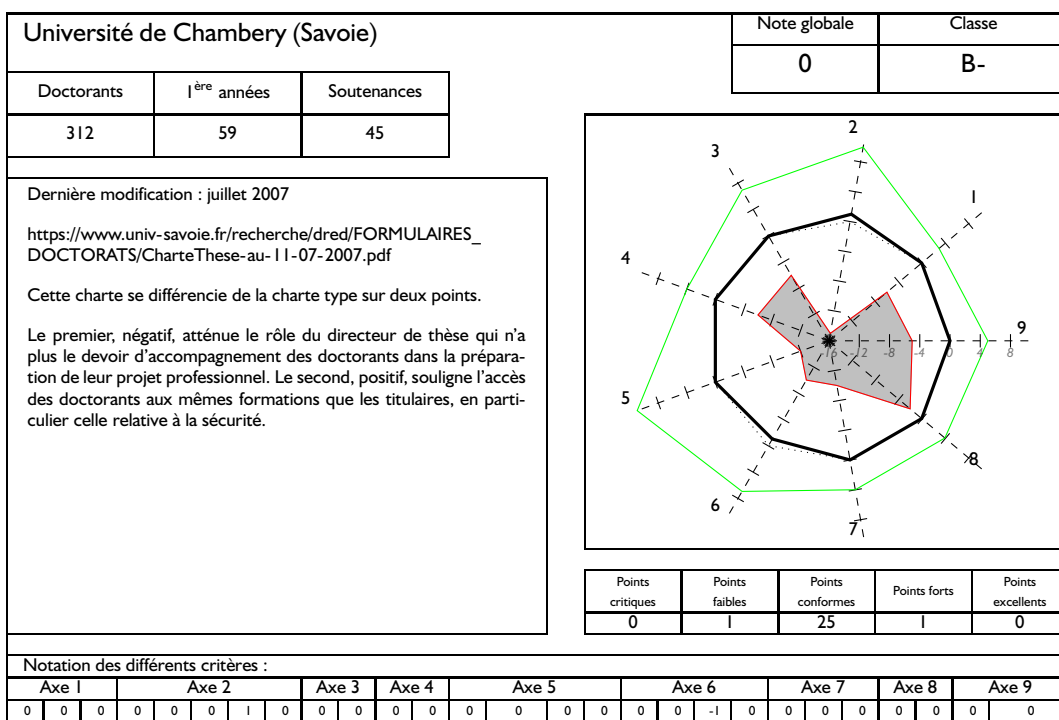 Université de Chambery (Savoie)
Note globale Classe
0 B-
Doctorants 1ère années Soutenances
312 59 45
Dernière modification : juillet 2007
https://www.univ-savoie.fr/recherche/dred/FORMULAIRES_
DOCTORATS/CharteThese-au-11-07-2007.pdf
Cette charte se différencie de la charte type sur deux points.
Le premier, négatif, atténue le rôle du directeur de thèse qui n'a
plus le devoir d'accompagnement des doctorants dans la prépara-
tion de leur projet professionnel. Le second, positif, souligne l'accès
des doctorants aux mêmes formations que les titulaires, en parti-
culier celle relative à la sécurité.
2
3
1
4
9
-16 -12 -8 -4 0 4 8
5
8
6
7
Points critiques Points faibles Points conformes Points forts Points excellents
0 1 25 1 0
Notation des différents critères :
Axe 1 Axe 2 Axe 3 Axe 4 Axe 5 Axe 6 Axe 7 Axe 8 Axe 9
0 0 0 0 0 0 1 0 0 0 0 0 0 0 0 0 0 0 0 -1 0 0 0 0 0 0 0 0